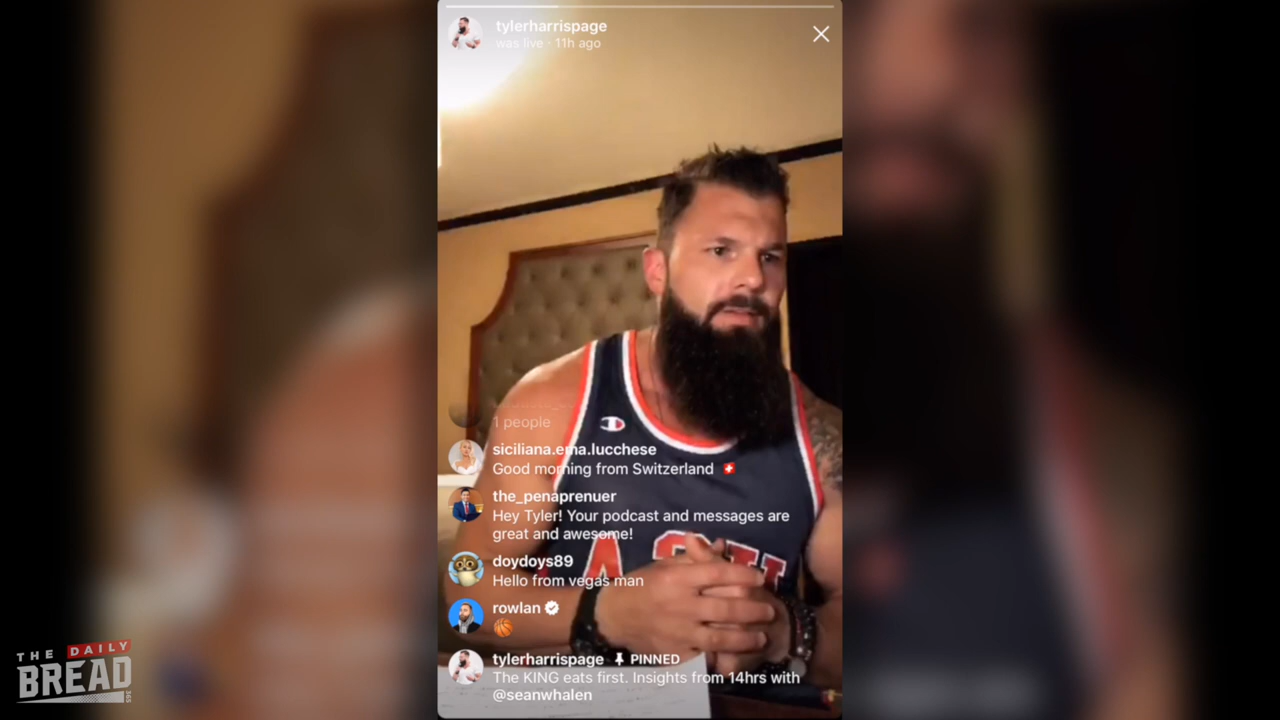 tylerharrispage
was live · 11h ago
1 people
siciliana.ema.lucchese
Good morning from Switzerland 🇨🇭
the_penaprenuer
Hey Tyler! Your podcast and messages are
great and awesome!
doydoys89
Hello from vegas man
rowlan
🏀
tylerharrispage 📌 PINNED
The KING eats first. Insights from 14hrs with
@seanwhalen
THE DAILY
BREAD
365